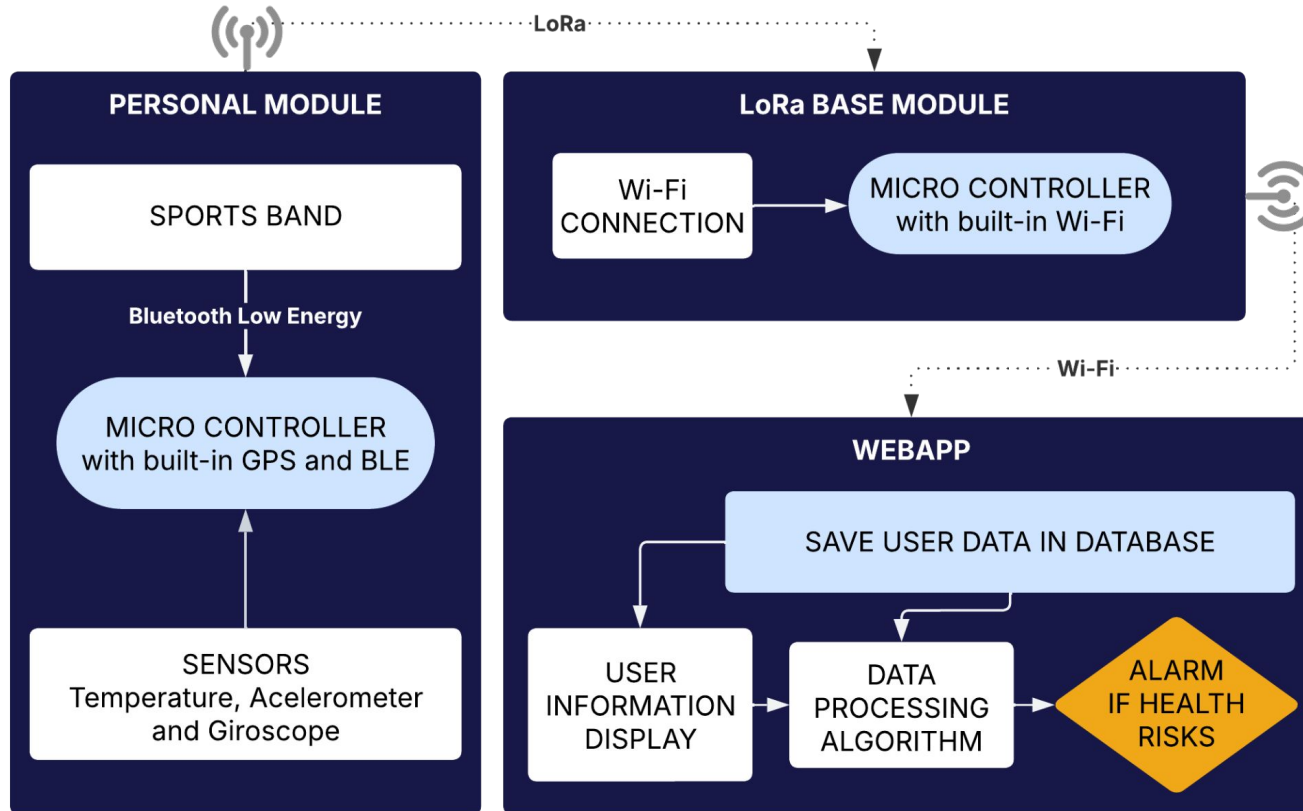 LoRa
PERSONAL MODULE
SPORTS BAND
Bluetooth Low Energy
MICRO CONTROLLER
with built-in GPS and BLE
SENSORS
Temperature, Acelerometer
and Giroscope
LoRa BASE MODULE
Wi-Fi
CONNECTION
MICRO CONTROLLER
with built-in Wi-Fi
Wi-Fi
WEBAPP
SAVE USER DATA IN DATABASE
USER
INFORMATION
DISPLAY
DATA
PROCESSING
ALGORITHM
ALARM
IF HEALTH
RISKS